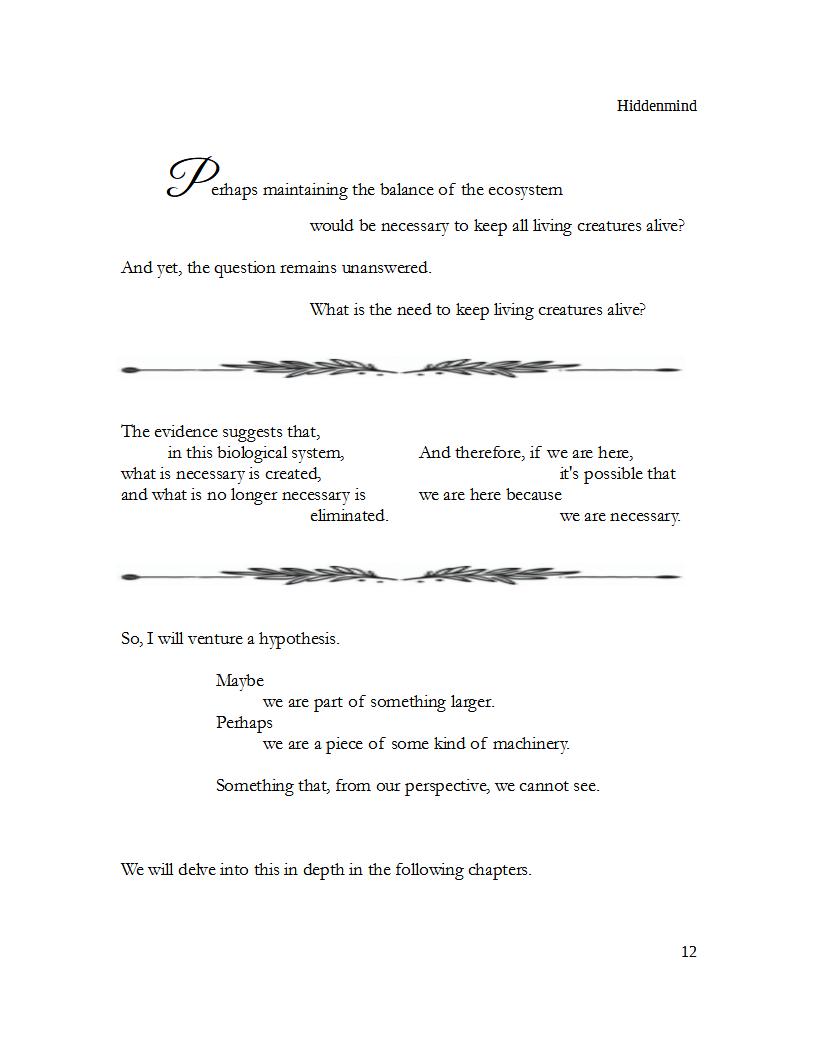 Hiddenmind
Perhaps maintaining the balance of the ecosystem
would be necessary to keep all living creatures alive?
And yet, the question remains unanswered.
What is the need to keep living creatures alive?
The evidence suggests that,
in this biological system,
what is necessary is created,
and what is no longer necessary is
eliminated.
And therefore, if we are here,
it's possible that
we are here because
we are necessary.
So, I will venture a hypothesis.
Maybe
we are part of something larger.
Perhaps
we are a piece of some kind of machinery.
Something that, from our perspective, we cannot see.
We will delve into this in depth in the following chapters.
12